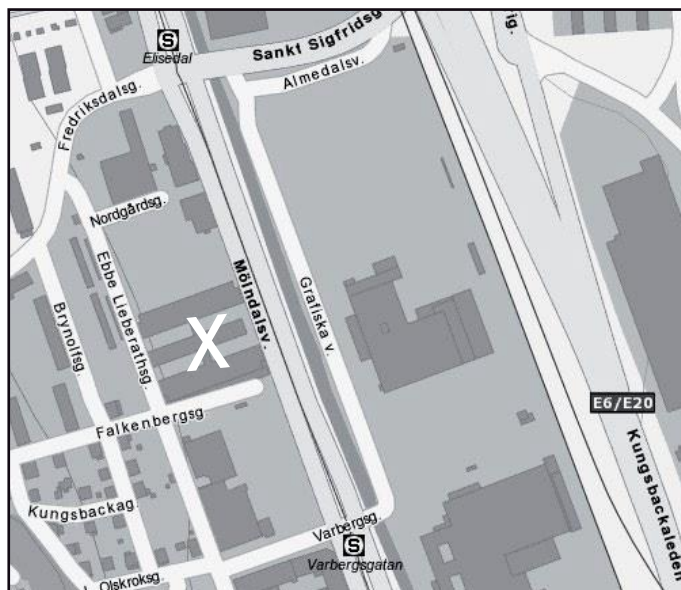 S
Elisedal
Sankt Sigfridsg.
ig.
Almedalsv.
Fredriksdalsg.
Nordgårdsg.
Ebbe Lieberathsg.
Mölndalsv.
Grafiska v.
Brynolfsg.
X
E6/E20
Falkenbergsg.
Kungsbackaleden
Kungsbackag.
Varbergsg.
S
Varbergsgatan
Olskroksg.